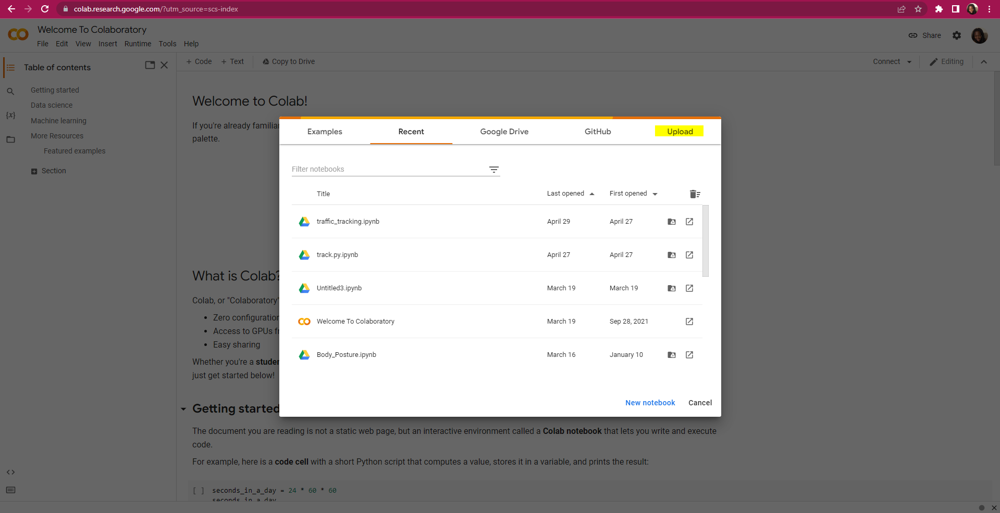 colab.research.google.com/?utm_source=scs-index
Welcome To Colaboratory
File Edit View Insert Runtime Tools Help
Share
Table of contents
+ Code + Text Copy to Drive
Connect Editing
Getting started
Data science
Machine learning
More Resources
Featured examples
Section
{x}
Welcome to Colab!
If you're already familiar
palette.
Examples Recent Google Drive GitHub Upload
Filter notebooks
Title Last opened First opened
traffic_tracking.ipynb April 29 April 27
track.py.ipynb April 27 April 27
Untitled3.ipynb March 19 March 19
Welcome To Colaboratory March 19 Sep 28, 2021
Body_Posture.ipynb March 16 January 10
New notebook Cancel
What is Colab?
Colab, or "Colaboratory"
• Zero configuration
• Access to GPUs fr
• Easy sharing
Whether you're a studen
just get started below!
Getting started
The document you are reading is not a static web page, but an interactive environment called a Colab notebook that lets you write and execute
code.
For example, here is a code cell with a short Python script that computes a value, stores it in a variable, and prints the result:
[ ] seconds_in_a_day = 24 * 60 * 60
seconds_in_a_day